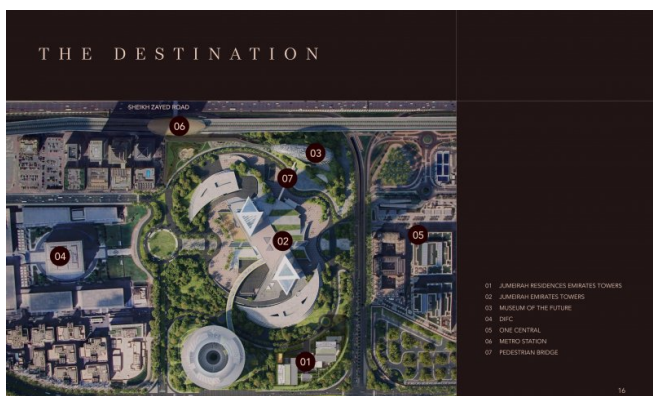 THE DESTINATION
SHEIKH ZAYED ROAD
06
03
07
02
05
04
01
01 JUMEIRAH RESIDENCES EMIRATES TOWERS
02 JUMEIRAH EMIRATES TOWERS
03 MUSEUM OF THE FUTURE
04 DIFC
05 ONE CENTRAL
06 METRO STATION
07 PEDESTRIAN BRIDGE
16